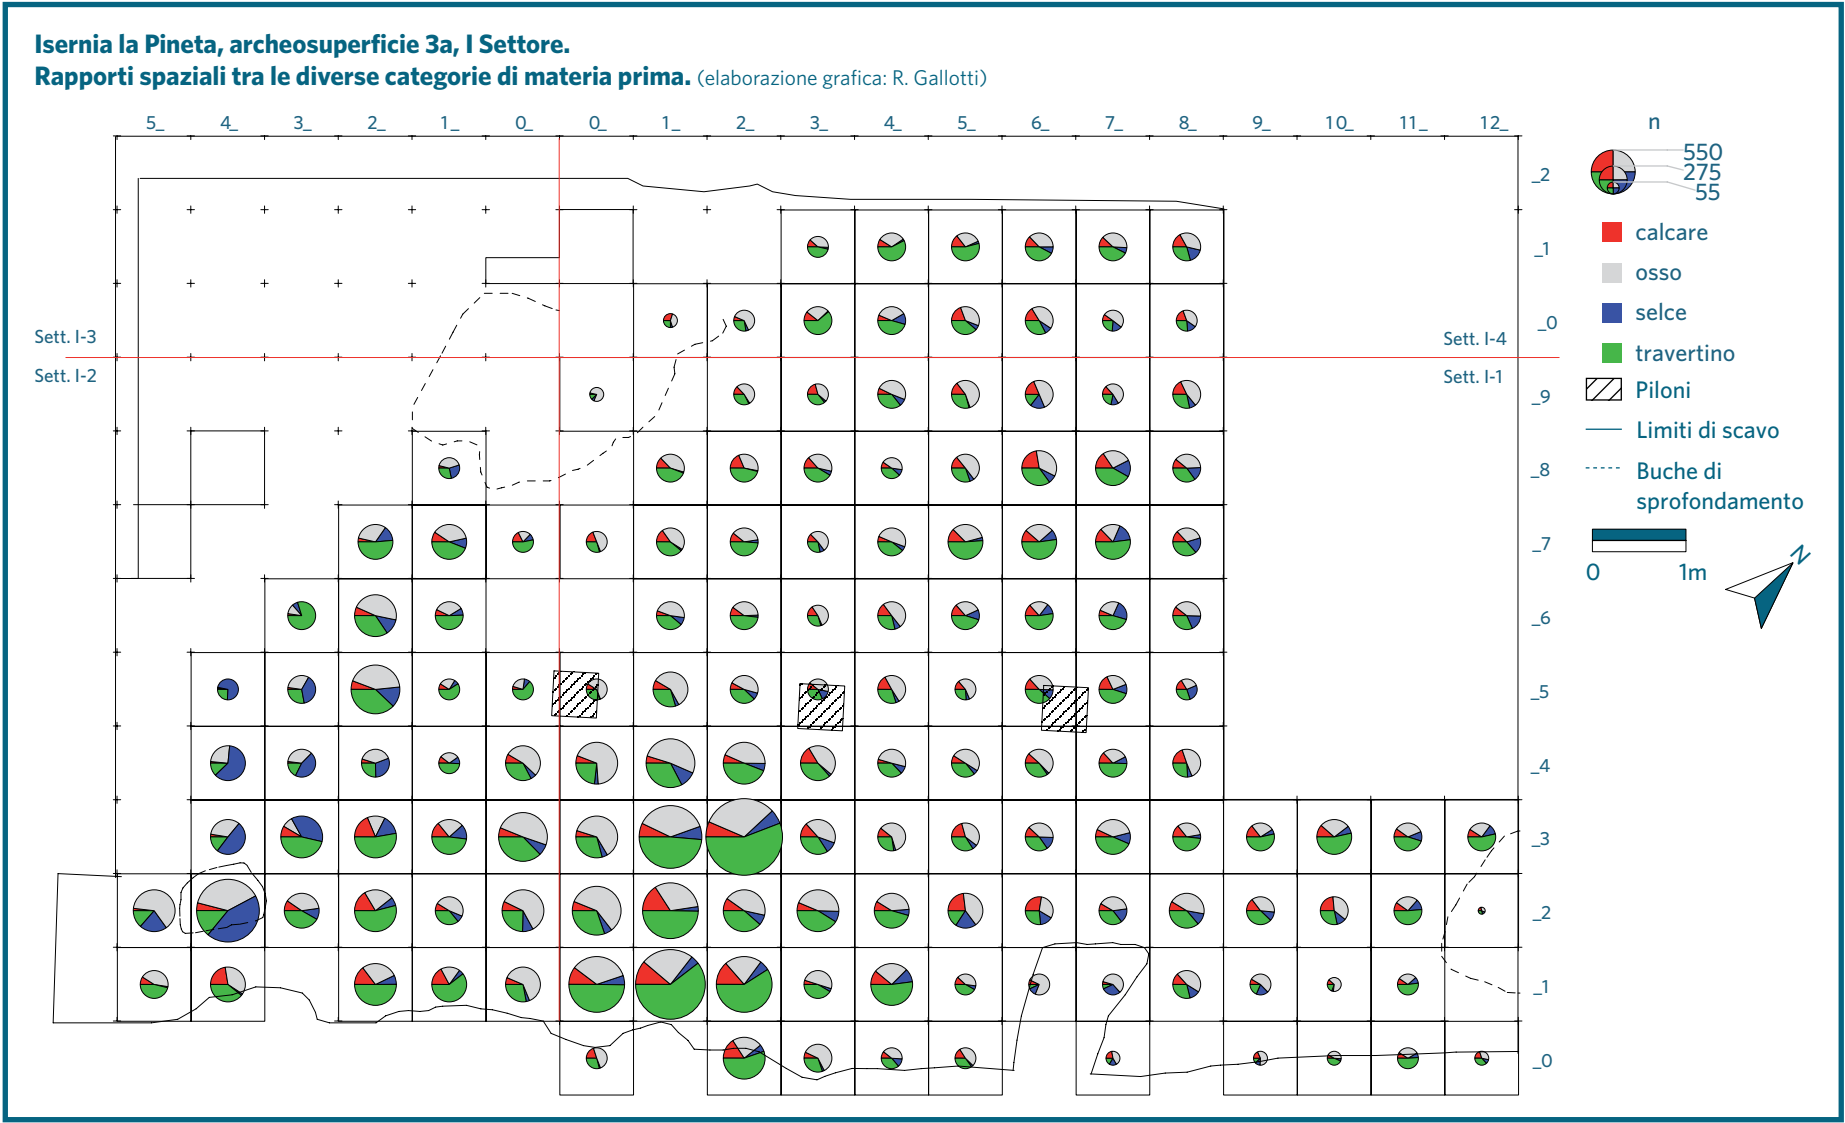 Isernia la Pineta, archeosuperficie 3a, I Settore.
Rapporti spaziali tra le diverse categorie di materia prima. (elaborazione grafica: R. Gallotti)
5_ 4_ 3_ 2_ 1_ 0_ 0_ 1_ 2_ 3_ 4_ 5_ 6_ 7_ 8_ 9_ 10_ 11_ 12_
_2
_1
_0
Sett. I-3
Sett. I-4
Sett. I-2
Sett. I-1
_9
_8
_7
_6
_5
_4
_3
_2
_1
_0
n
550
275
55
calcare
osso
selce
travertino
Piloni
Limiti di scavo
Buche di
sprofondamento
0 1m
N